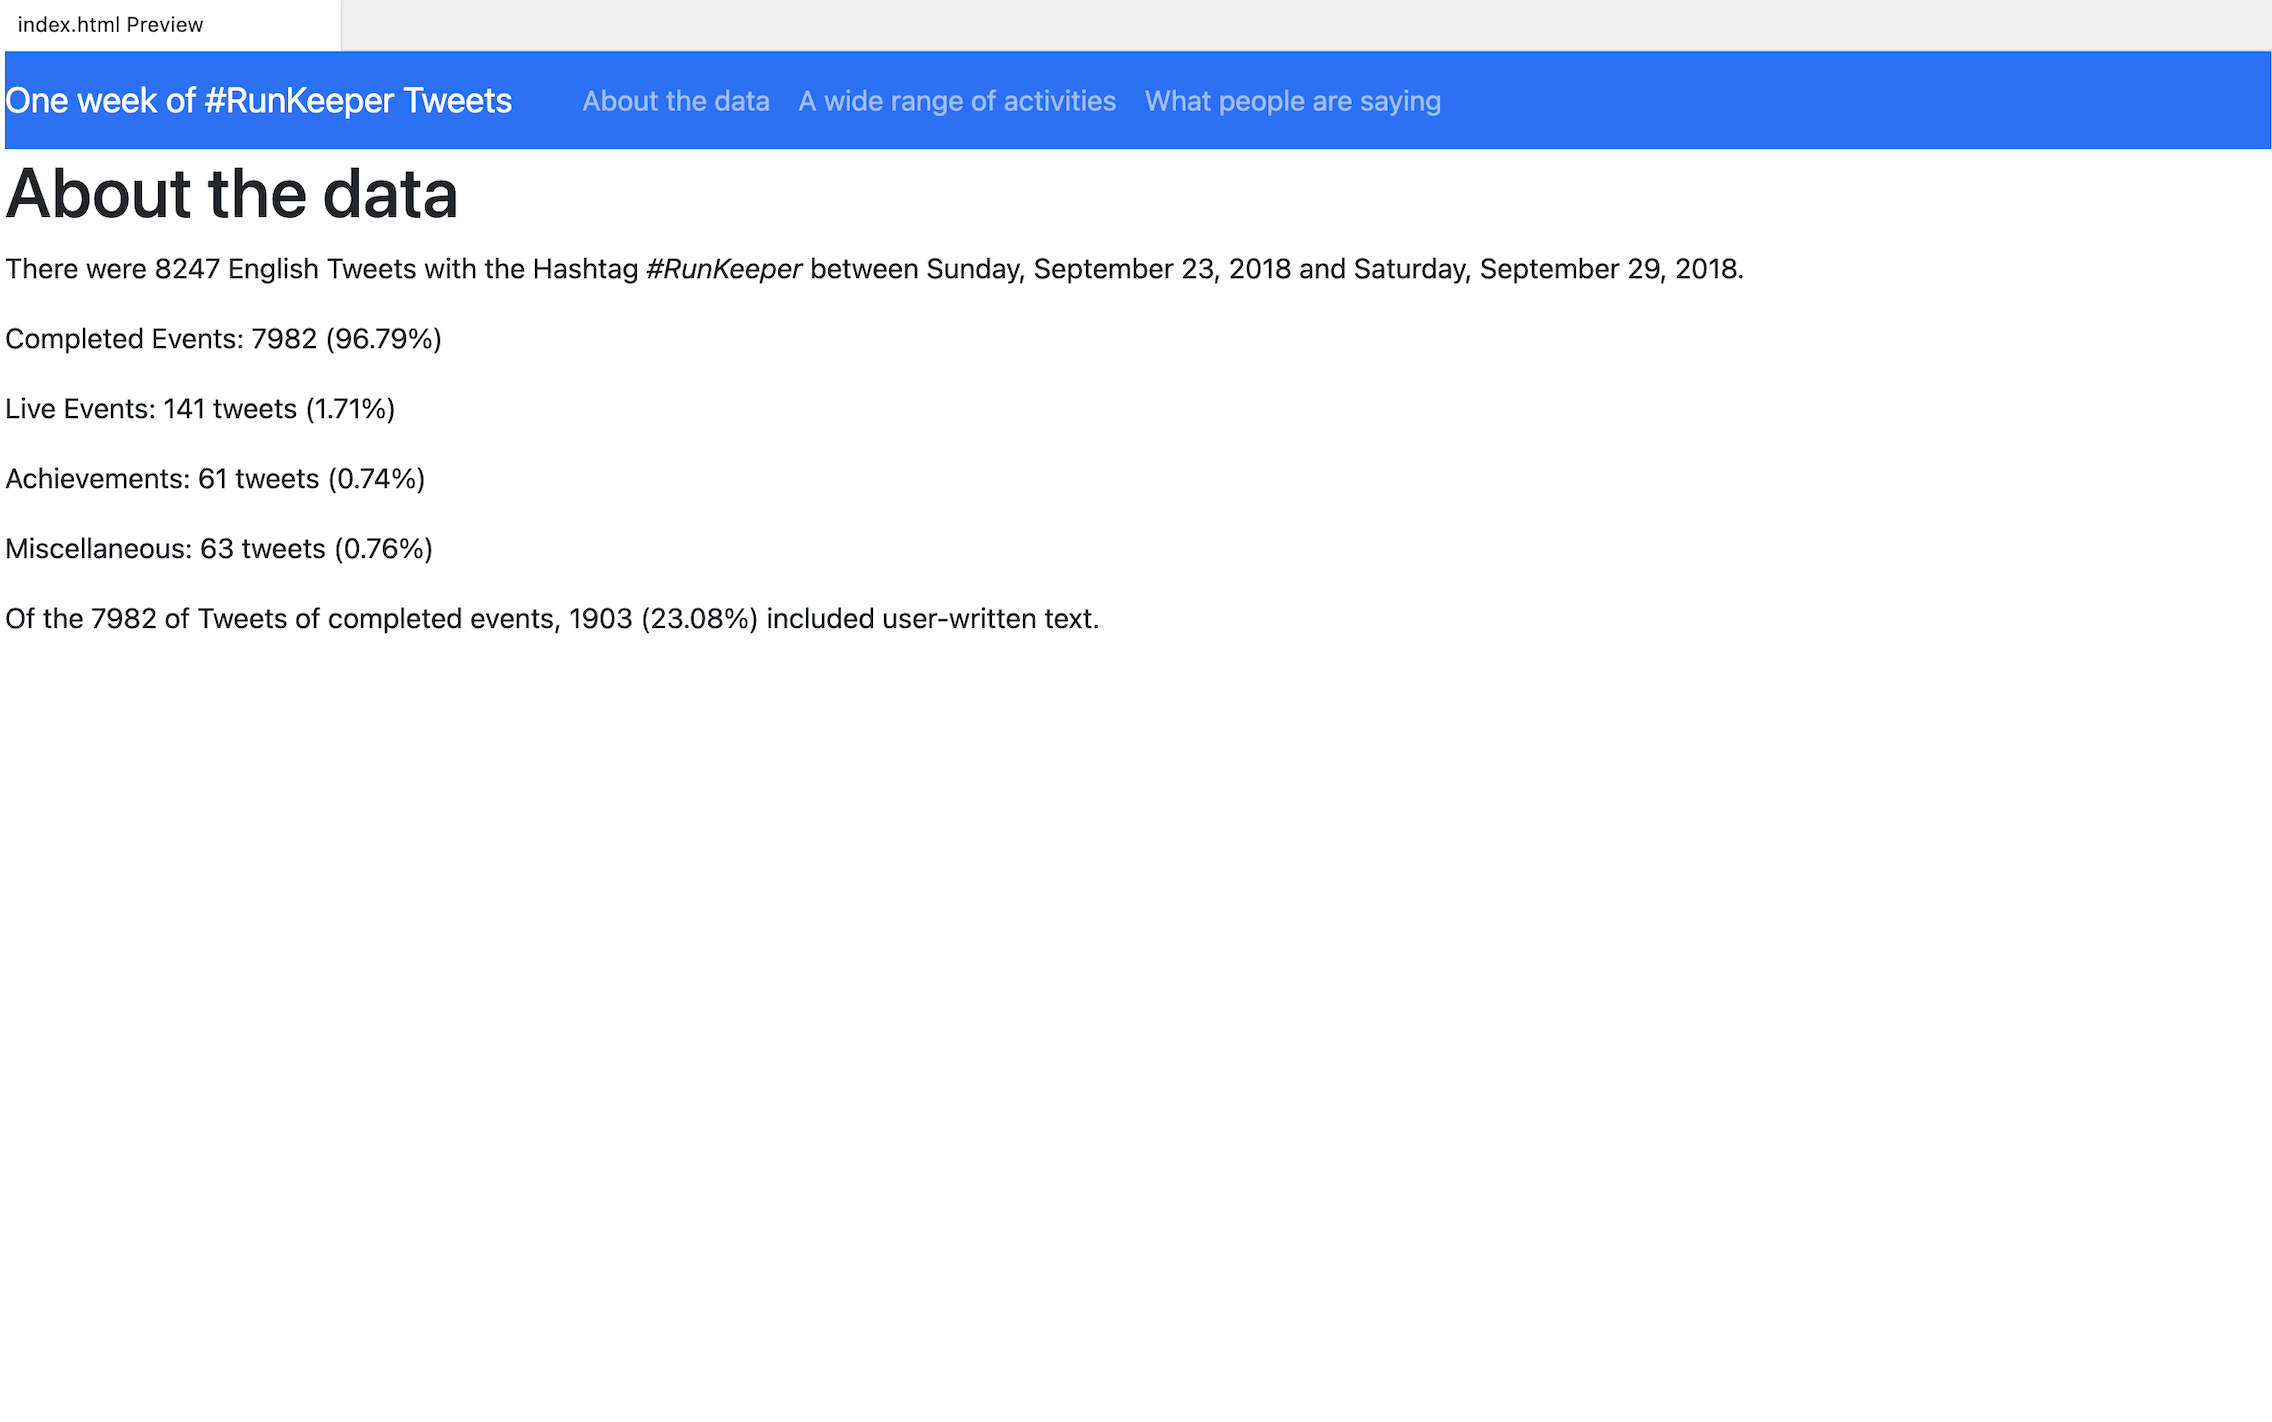 index.html Preview
One week of #RunKeeper Tweets About the data A wide range of activities What people are saying
About the data
There were 8247 English Tweets with the Hashtag #RunKeeper between Sunday, September 23, 2018 and Saturday, September 29, 2018.
Completed Events: 7982 (96.79%)
Live Events: 141 tweets (1.71%)
Achievements: 61 tweets (0.74%)
Miscellaneous: 63 tweets (0.76%)
Of the 7982 of Tweets of completed events, 1903 (23.08%) included user-written text.